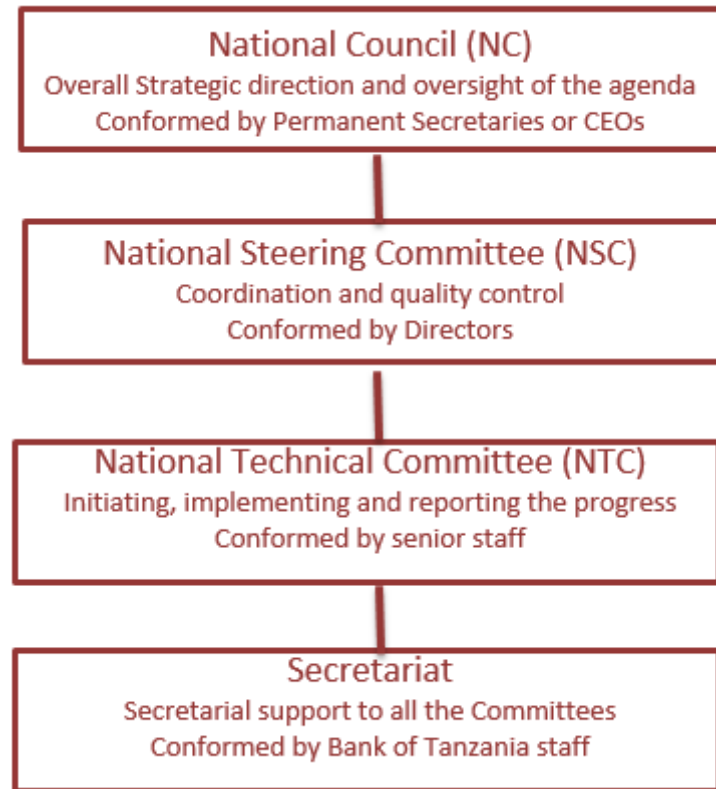 National Council (NC)
Overall Strategic direction and oversight of the agenda
Conformed by Permanent Secretaries or CEOs
National Steering Committee (NSC)
Coordination and quality control
Conformed by Directors
National Technical Committee (NTC)
Initiating, implementing and reporting the progress
Conformed by senior staff
Secretariat
Secretarial support to all the Committees
Conformed by Bank of Tanzania staff